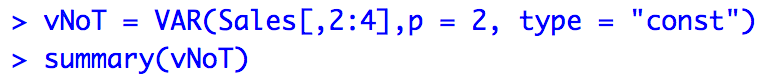 > vNoT = VAR(Sales[,2:4],p = 2, type = "const")
> summary(vNoT)